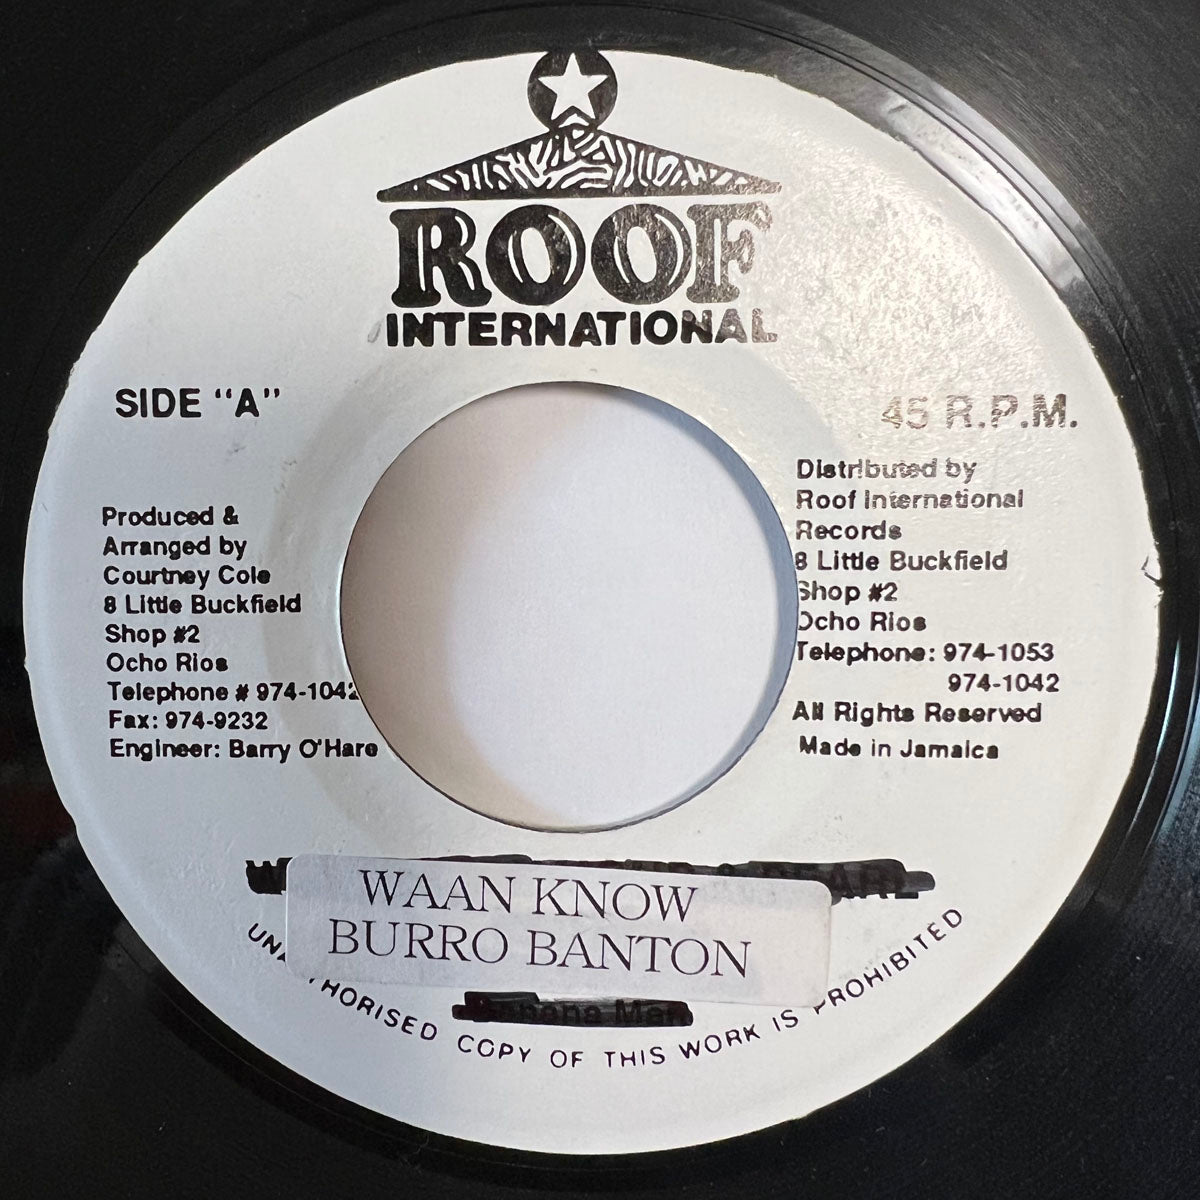 ROOF
INTERNATIONAL
SIDE "A"
45 R.P.M.
Produced &
Arranged by
Courtney Cole
8 Little Buckfield
Shop #2
Ocho Rios
Telephone # 974-1042
Fax: 974-9232
Engineer: Barry O'Hare
Distributed by
Roof International
Records
8 Little Buckfield
Shop #2
Ocho Rios
Telephone: 974-1053
974-1042
All Rights Reserved
Made in Jamaica
& PEARL
WAAN KNOW
BURRO BANTON
Banana Man
UNAUTHORISED COPY OF THIS WORK IS PROHIBITED